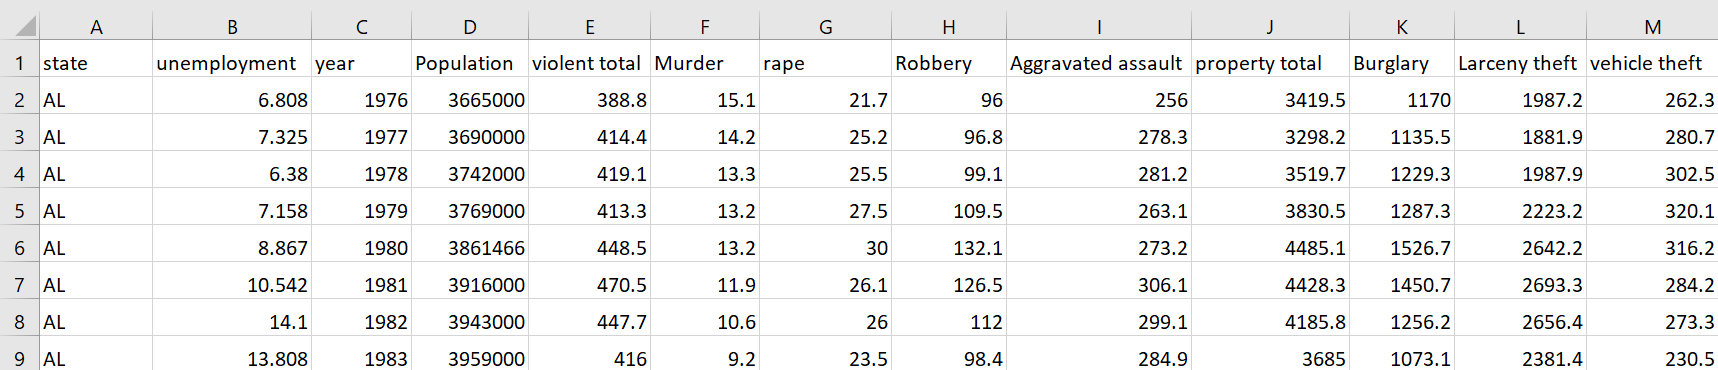 A B C D E F G H I J K L M
1 state unemployment year Population violent total Murder rape Robbery Aggravated assault property total Burglary Larceny theft vehicle theft
2 AL 6.808 1976 3665000 388.8 15.1 21.7 96 256 3419.5 1170 1987.2 262.3
3 AL 7.325 1977 3690000 414.4 14.2 25.2 96.8 278.3 3298.2 1135.5 1881.9 280.7
4 AL 6.38 1978 3742000 419.1 13.3 25.5 99.1 281.2 3519.7 1229.3 1987.9 302.5
5 AL 7.158 1979 3769000 413.3 13.2 27.5 109.5 263.1 3830.5 1287.3 2223.2 320.1
6 AL 8.867 1980 3861466 448.5 13.2 30 132.1 273.2 4485.1 1526.7 2642.2 316.2
7 AL 10.542 1981 3916000 470.5 11.9 26.1 126.5 306.1 4428.3 1450.7 2693.3 284.2
8 AL 14.1 1982 3943000 447.7 10.6 26 112 299.1 4185.8 1256.2 2656.4 273.3
9 AL 13.808 1983 3959000 416 9.2 23.5 98.4 284.9 3685 1073.1 2381.4 230.5